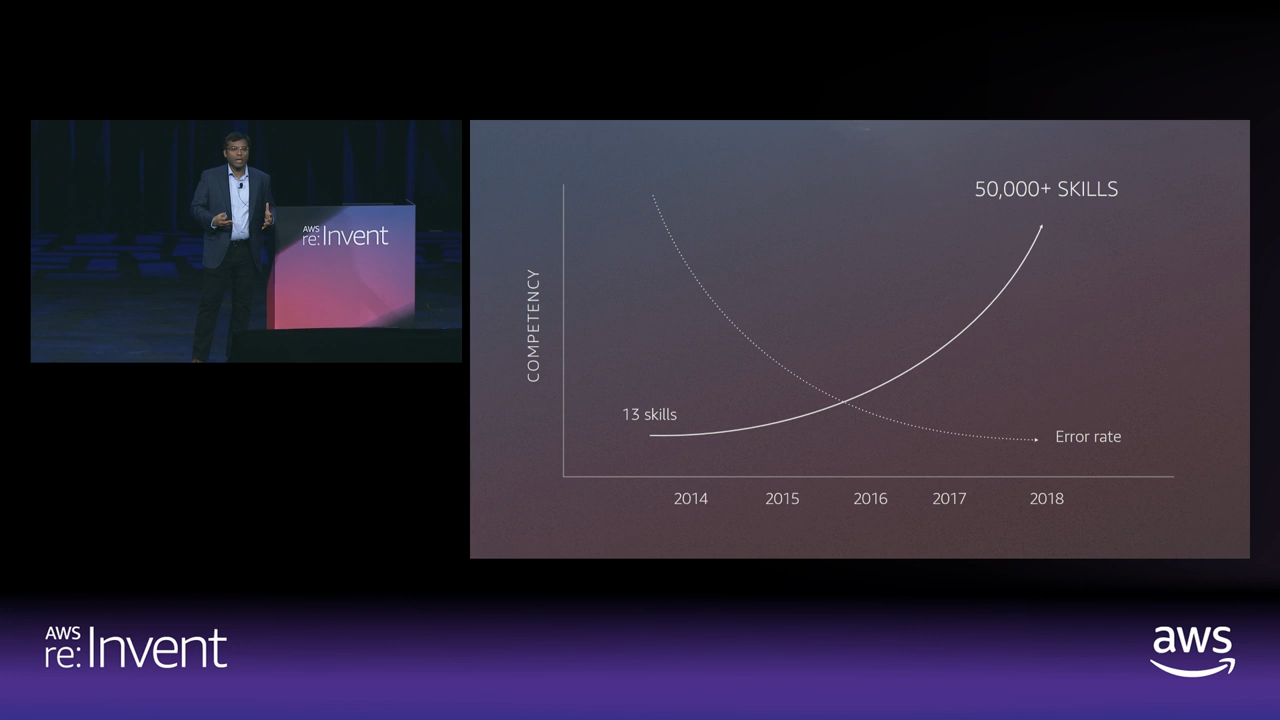 AWS
re:Invent
50,000+ SKILLS
COMPETENCY
13 skills
Error rate
2014 2015 2016 2017 2018
AWS
re:Invent
aws